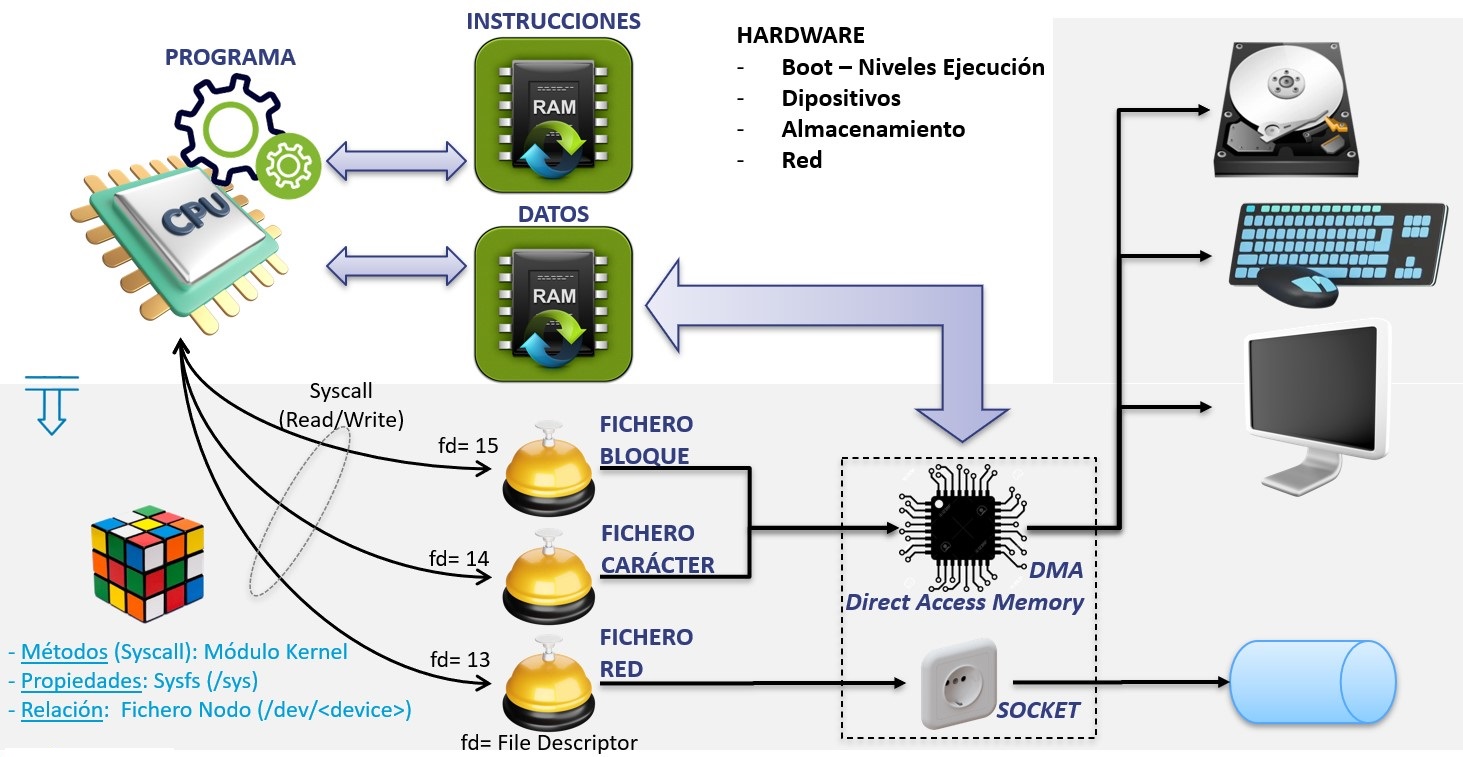 INSTRUCCIONES
PROGRAMA
HARDWARE
- Boot – Niveles Ejecución
- Dipositivos
- Almacenamiento
- Red
RAM
CPU
DATOS
RAM
Syscall
(Read/Write)
fd= 15
FICHERO
BLOQUE
fd= 14
FICHERO
CARÁCTER
DMA
Direct Access Memory
fd= 13
FICHERO
RED
SOCKET
- Métodos (Syscall): Módulo Kernel
- Propiedades: Sysfs (/sys)
- Relación: Fichero Nodo (/dev/<device>)
fd= File Descriptor